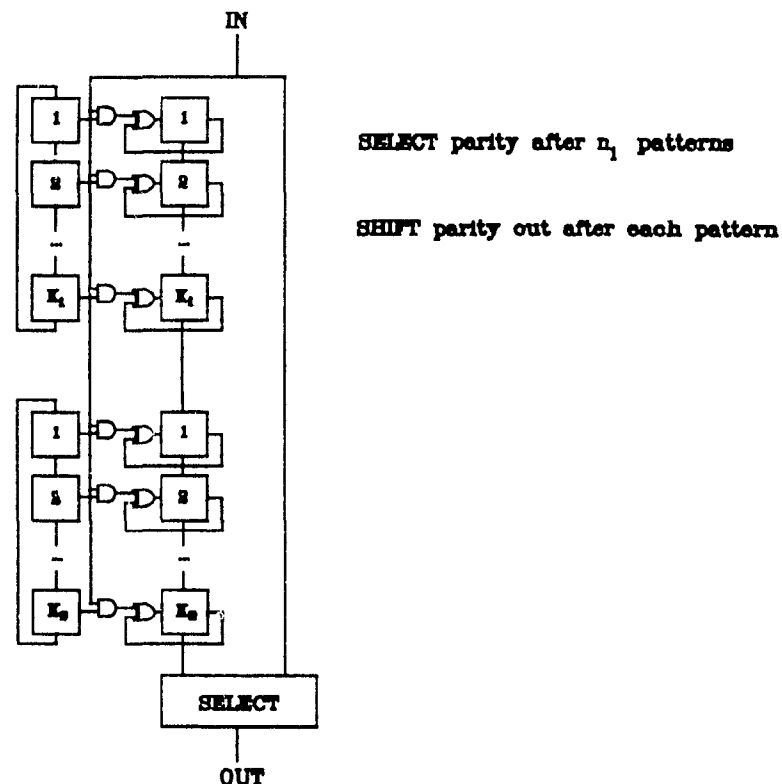 IN
1 1
SELECT parity after n₁ patterns
2 2
SHIFT parity out after each pattern
K₁ K₁
1 1
2 2
K₂ K₂
SELECT
OUT